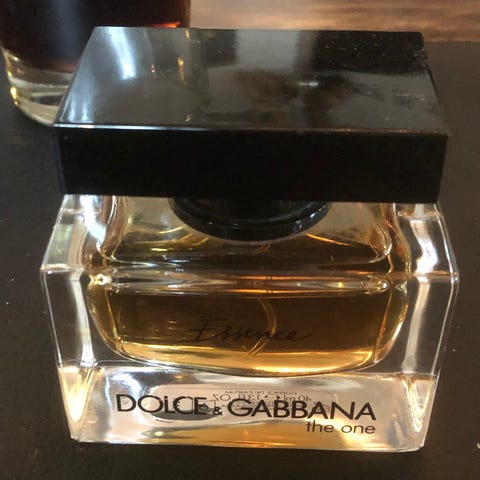 Essence
DOLCE & GABBANA
the one